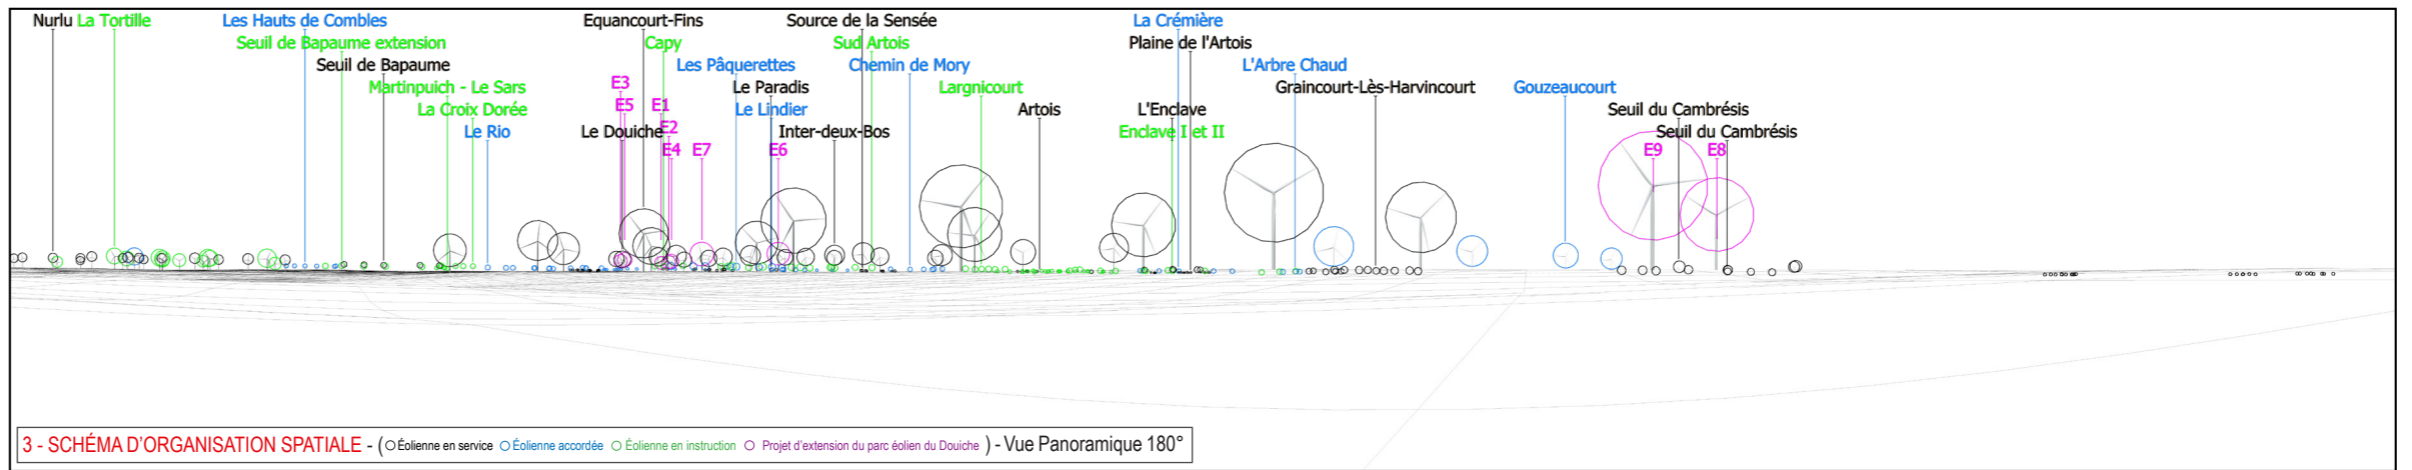 Nurlu La Tortille Les Hauts de Combles Equancourt-Fins Source de la Sensée La Crémière
Seuil de Bapaume extension Capy Sud Artois Plaine de l'Artois
Seuil de Bapaume Les Pâquerettes Chemin de Mory L'Arbre Chaud
E3 Martinpuich - Le Sars Le Paradis Largnicourt Graincourt-Lès-Harvincourt Gouzeaucourt
La Croix Dorée E5 E1 Le Lindier Artois L'Enclave Seuil du Cambrésis
Le Rio Le Douiche E2 Inter-deux-Bos Enclave I et II Seuil du Cambrésis
E4 E7 E6 E9 E8
3 - SCHÉMA D'ORGANISATION SPATIALE - ( Éolienne en service Éolienne accordée Éolienne en instruction Projet d'extension du parc éolien du Douiche ) - Vue Panoramique 180°